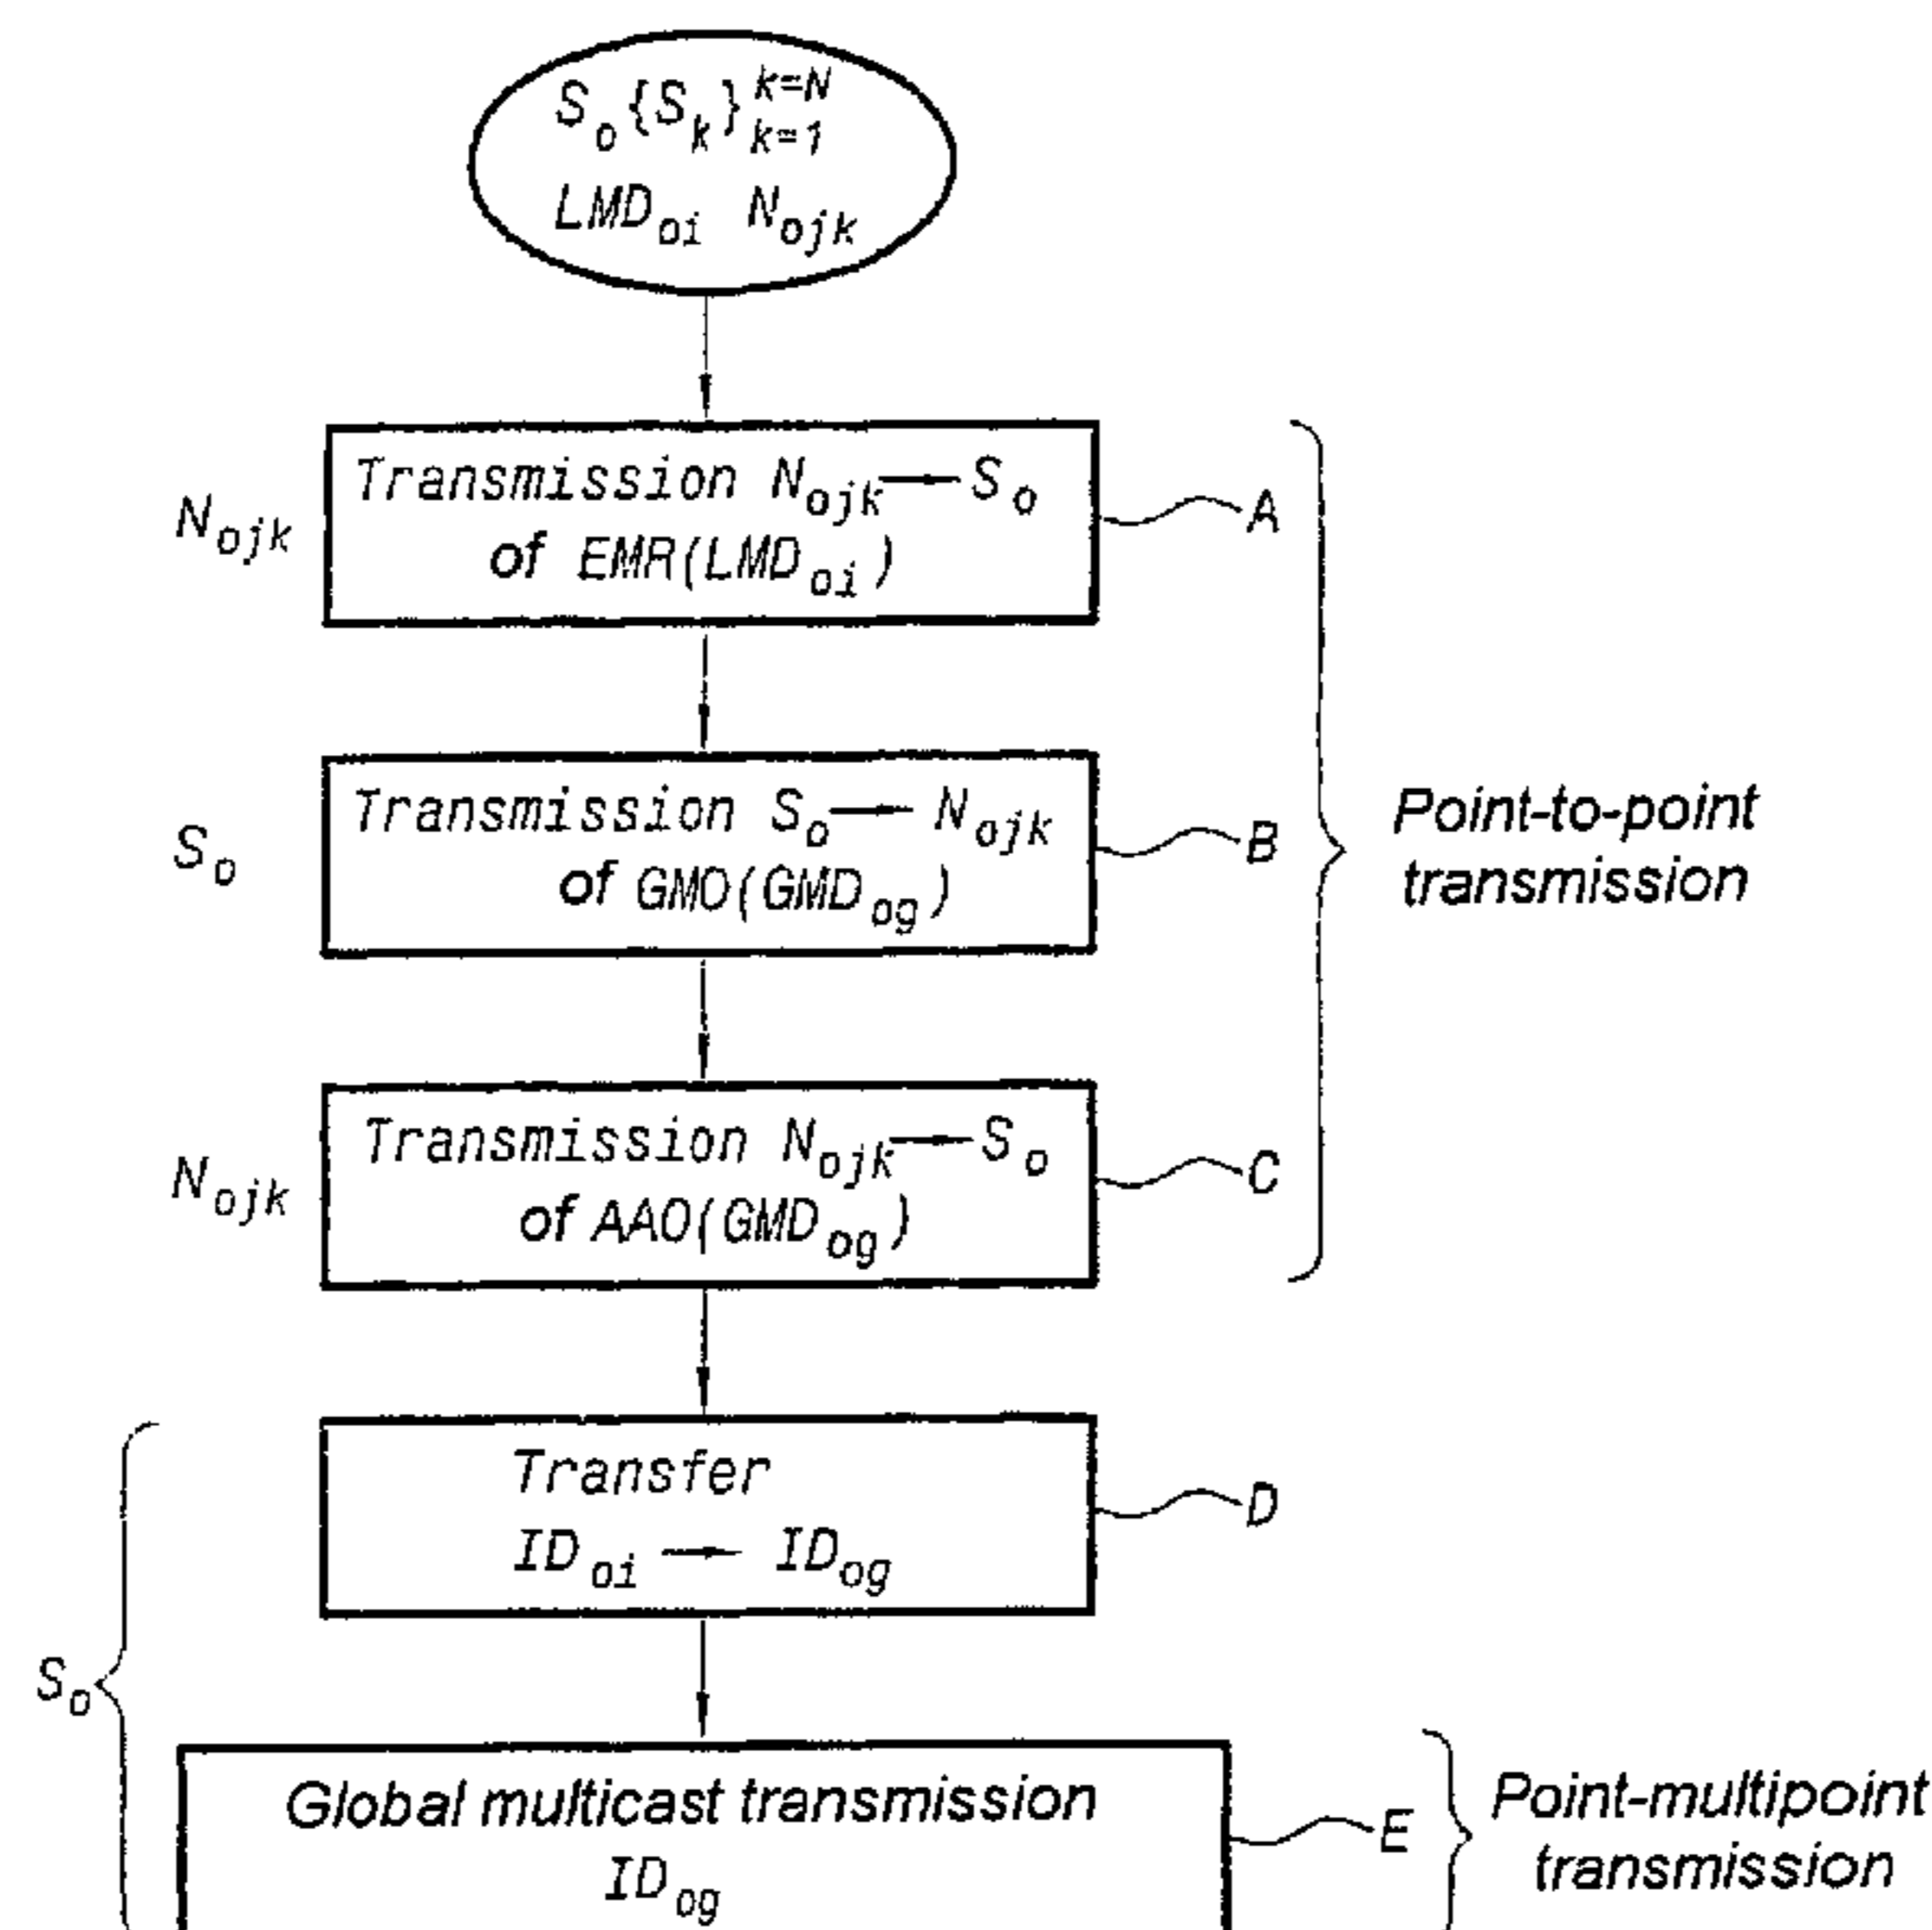 S_o {S_k}^{k=N}_{k=1}
LMD_oi N_ojk
N_ojk
Transmission N_ojk → S_o
of EMR(LMD_oi)
A
S_o
Transmission S_o → N_ojk
of GMO(GMD_og)
B
Point-to-point
transmission
N_ojk
Transmission N_ojk → S_o
of AAO(GMD_og)
C
Transfer
ID_oi → ID_og
D
S_o
Global multicast transmission
ID_og
E
Point-multipoint
transmission